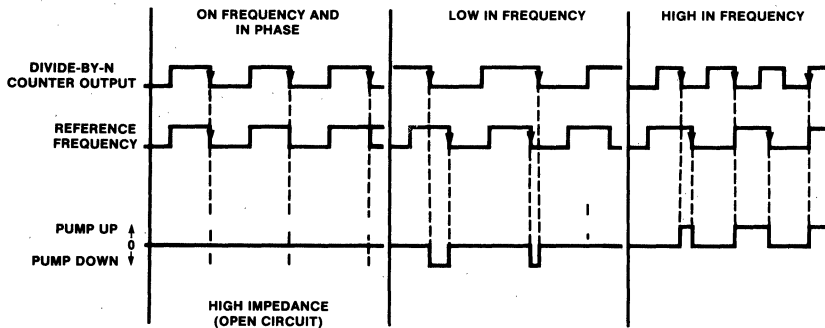 ON FREQUENCY AND
IN PHASE
LOW IN FREQUENCY
HIGH IN FREQUENCY
DIVIDE-BY-N
COUNTER OUTPUT
REFERENCE
FREQUENCY
PUMP UP
0
PUMP DOWN
HIGH IMPEDANCE
(OPEN CIRCUIT)